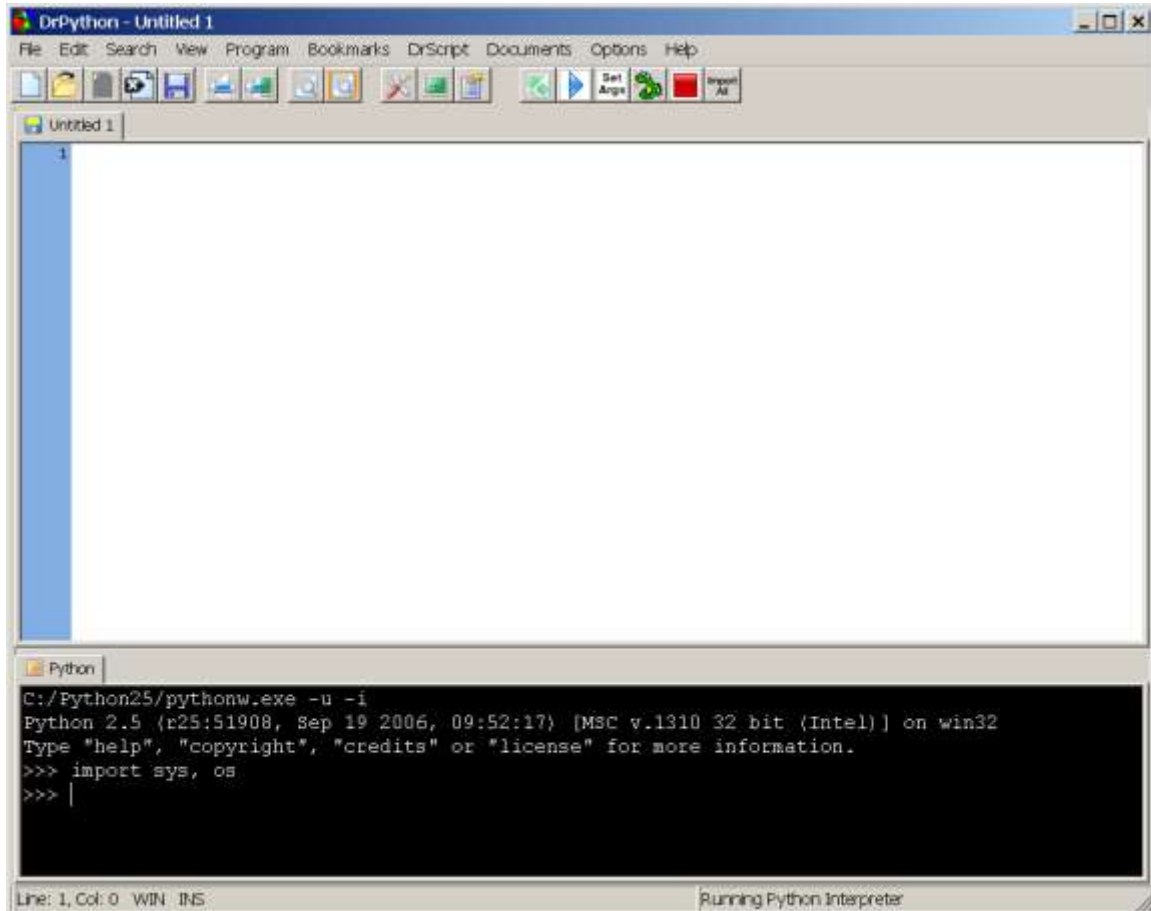 DrPython - Untitled 1
File Edit Search View Program Bookmarks DrScript Documents Options Help
Set Args Import All
Untitled 1
1
Python
C:/Python25/pythonw.exe -u -i
Python 2.5 (r25:51908, Sep 19 2006, 09:52:17) [MSC v.1310 32 bit (Intel)] on win32
Type "help", "copyright", "credits" or "license" for more information.
>>> import sys, os
>>>
Line: 1, Col: 0 WIN INS
Running Python Interpreter